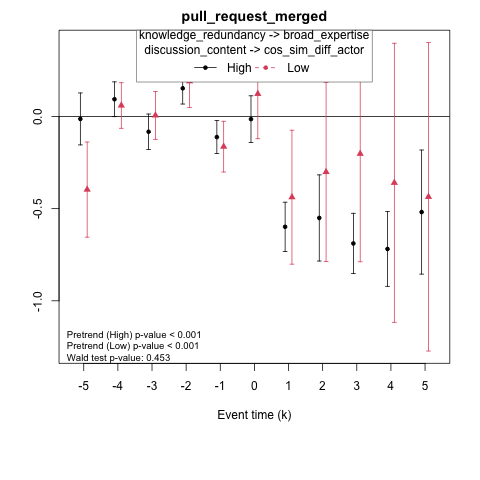 pull_request_merged
knowledge_redundancy -> broad_expertise
discussion_content -> cos_sim_diff_actor
High Low
0.0
-0.5
-1.0
Pretrend (High) p-value < 0.001
Pretrend (Low) p-value < 0.001
Wald test p-value: 0.453
-5 -4 -3 -2 -1 0 1 2 3 4 5
Event time (k)